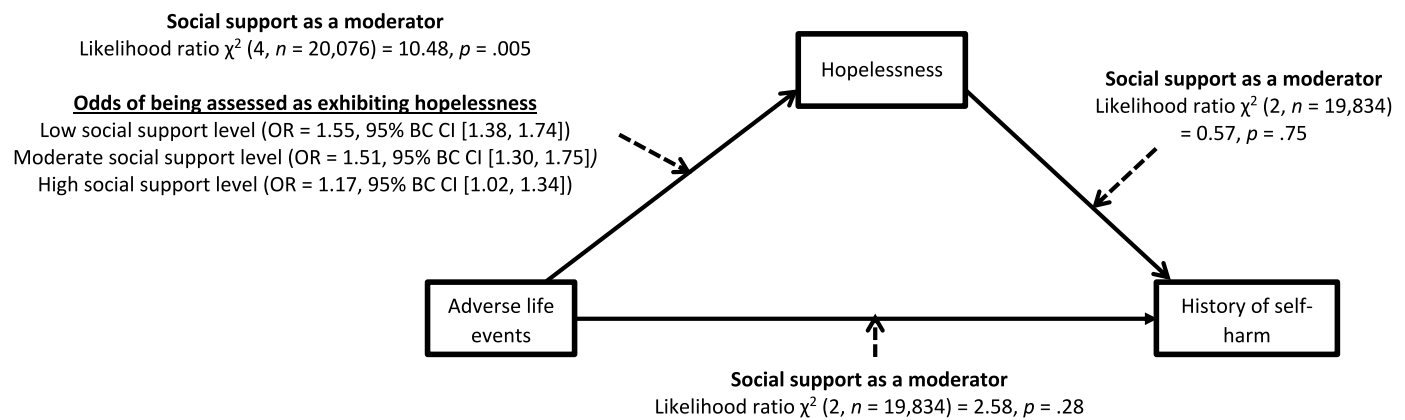 Social support as a moderator
Likelihood ratio χ² (4, n = 20,076) = 10.48, p = .005
Odds of being assessed as exhibiting hopelessness
Low social support level (OR = 1.55, 95% BC CI [1.38, 1.74])
Moderate social support level (OR = 1.51, 95% BC CI [1.30, 1.75])
High social support level (OR = 1.17, 95% BC CI [1.02, 1.34])
Hopelessness
Social support as a moderator
Likelihood ratio χ² (2, n = 19,834)
= 0.57, p = .75
Adverse life
events
History of self-
harm
Social support as a moderator
Likelihood ratio χ² (2, n = 19,834) = 2.58, p = .28